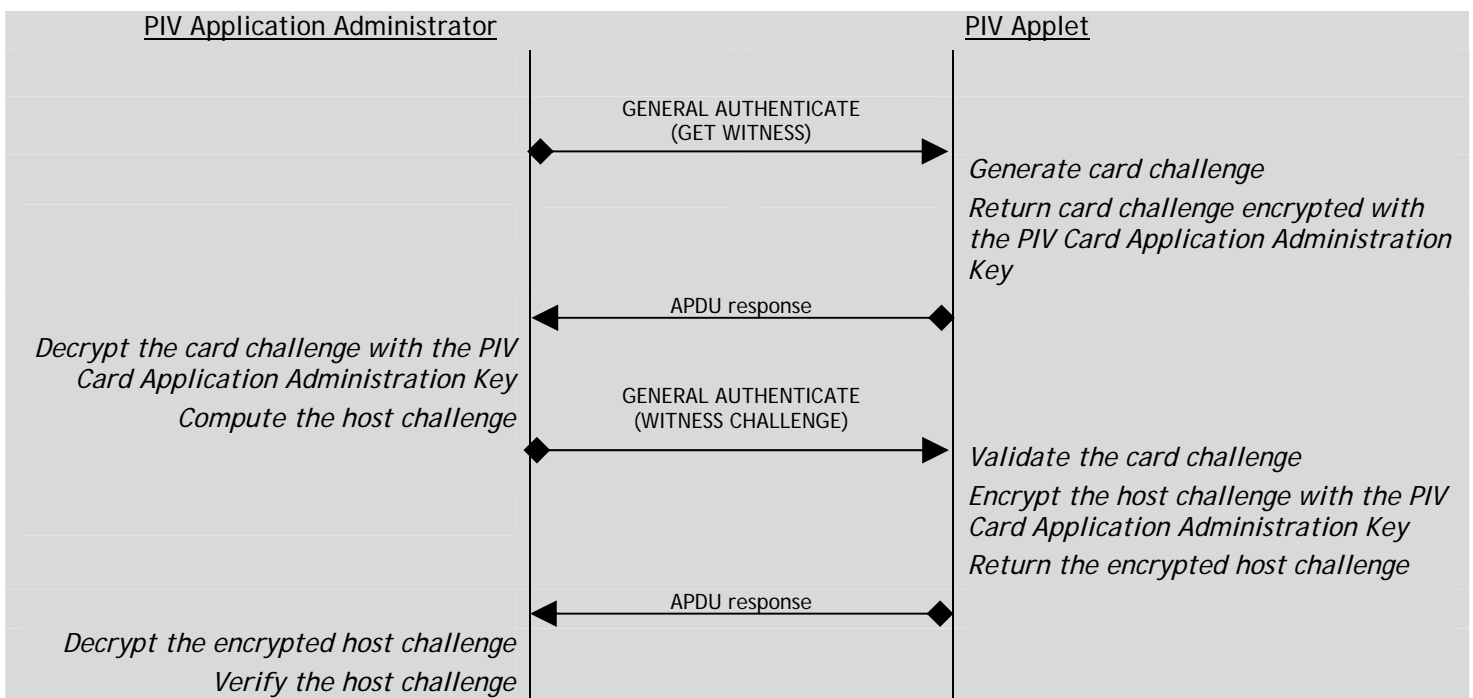 PIV Application Administrator
PIV Applet
GENERAL AUTHENTICATE
(GET WITNESS)
Generate card challenge
Return card challenge encrypted with
the PIV Card Application Administration
Key
APDU response
Decrypt the card challenge with the PIV
Card Application Administration Key
Compute the host challenge
GENERAL AUTHENTICATE
(WITNESS CHALLENGE)
Validate the card challenge
Encrypt the host challenge with the PIV
Card Application Administration Key
Return the encrypted host challenge
APDU response
Decrypt the encrypted host challenge
Verify the host challenge